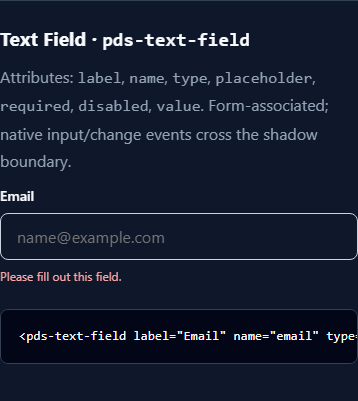 Text Field · pds-text-field
Attributes: label, name, type, placeholder,
required, disabled, value. Form-associated;
native input/change events cross the shadow
boundary.
Email
name@example.com
Please fill out this field.
<pds-text-field label="Email" name="email" type=